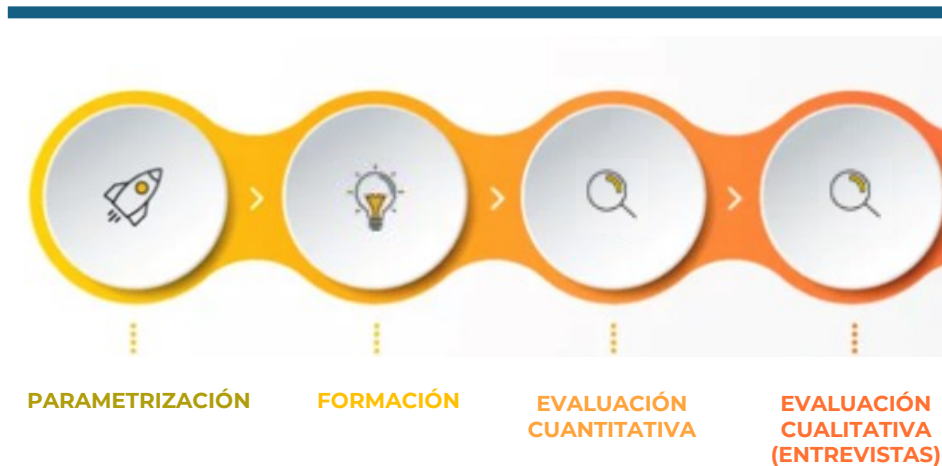 PARAMETRIZACIÓN
FORMACIÓN
EVALUACIÓN
CUANTITATIVA
EVALUACIÓN
CUALITATIVA
(ENTREVISTAS)